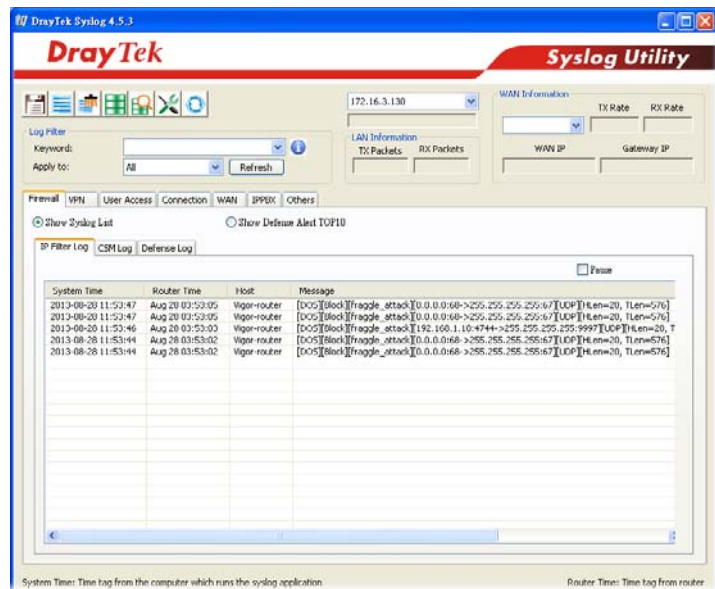 DrayTek Syslog 4.5.3
DrayTek
Syslog Utility
172.16.3.130
WAN Information
TX Rate RX Rate
Log Filter
Keyword:
LAN Information
TX Packets RX Packets
WAN IP Gateway IP
Apply to: All Refresh
Firewall VPN User Access Connection WAN IPPBX Others
Show Syslog List Show Defense Alert TOP10
IP Filter Log CSM Log Defense Log
Pause
System Time Router Time Host Message
2013-08-28 11:53:47 Aug 28 03:53:05 Vigor-router [DOS][Block][fraggle_attack][0.0.0.0:68->255.255.255.255:67][UDP][HLen=20, TLen=576]
2013-08-28 11:53:47 Aug 28 03:53:05 Vigor-router [DOS][Block][fraggle_attack][0.0.0.0:68->255.255.255.255:67][UDP][HLen=20, TLen=576]
2013-08-28 11:53:46 Aug 28 03:53:03 Vigor-router [DOS][Block][fraggle_attack][192.168.1.10:4744->255.255.255.255:9997][UDP][HLen=20, T
2013-08-28 11:53:44 Aug 28 03:53:02 Vigor-router [DOS][Block][fraggle_attack][0.0.0.0:68->255.255.255.255:67][UDP][HLen=20, TLen=576]
2013-08-28 11:53:44 Aug 28 03:53:02 Vigor-router [DOS][Block][fraggle_attack][0.0.0.0:68->255.255.255.255:67][UDP][HLen=20, TLen=576]
System Time: Time tag from the computer which runs the syslog application Router Time: Time tag from router